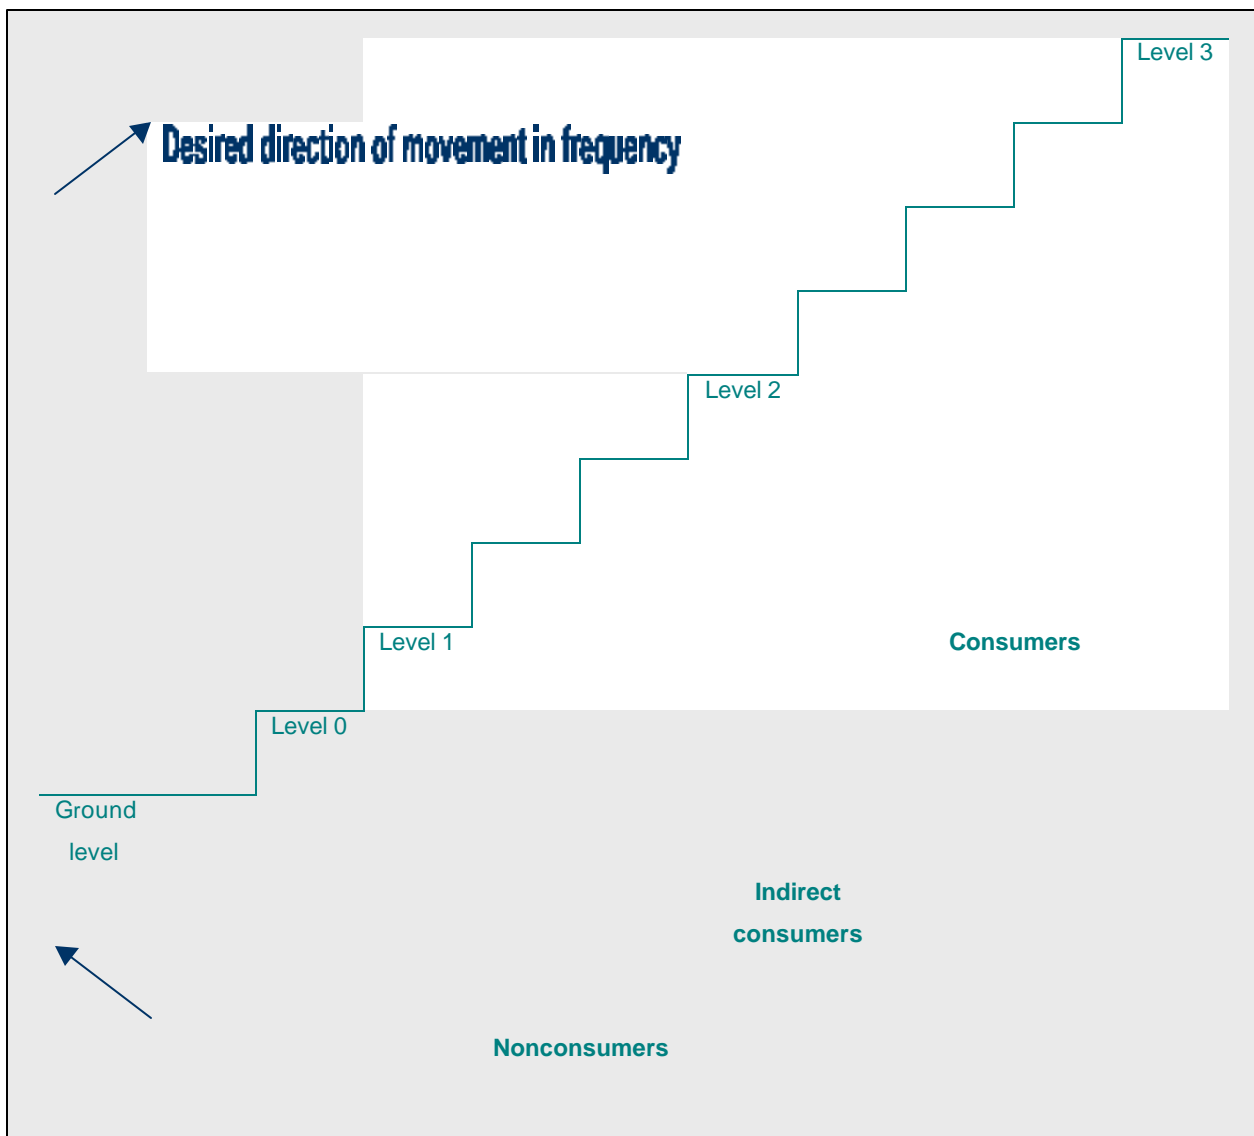 Level 3
Desired direction of movement in frequency
Level 2
Level 1
Consumers
Level 0
Ground
level
Indirect
consumers
Nonconsumers